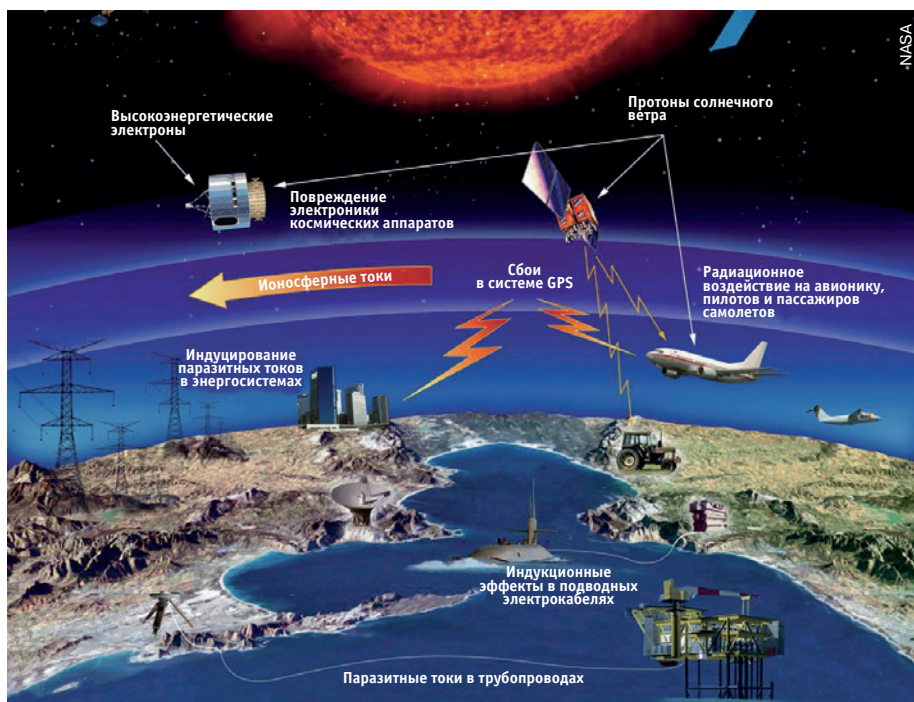 NASA
Высокоэнергетические
электроны
Протоны солнечного
ветра
Повреждение
электроники
космических аппаратов
Ионосферные токи
Сбои
в системе GPS
Радиационное
воздействие на авионику,
пилотов и пассажиров
самолетов
Индуцирование
паразитных токов
в энергосистемах
Индукционные
эффекты в подводных
электрокабелях
Паразитные токи в трубопроводах